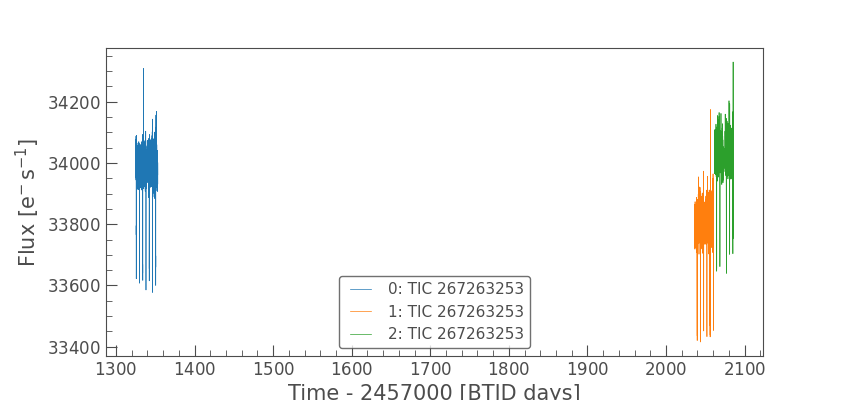 34200
34000
33800
33600
33400
Flux [e⁻ s⁻¹]
0: TIC 267263253
1: TIC 267263253
2: TIC 267263253
1300 1400 1500 1600 1700 1800 1900 2000 2100
Time - 2457000 [BTJD days]